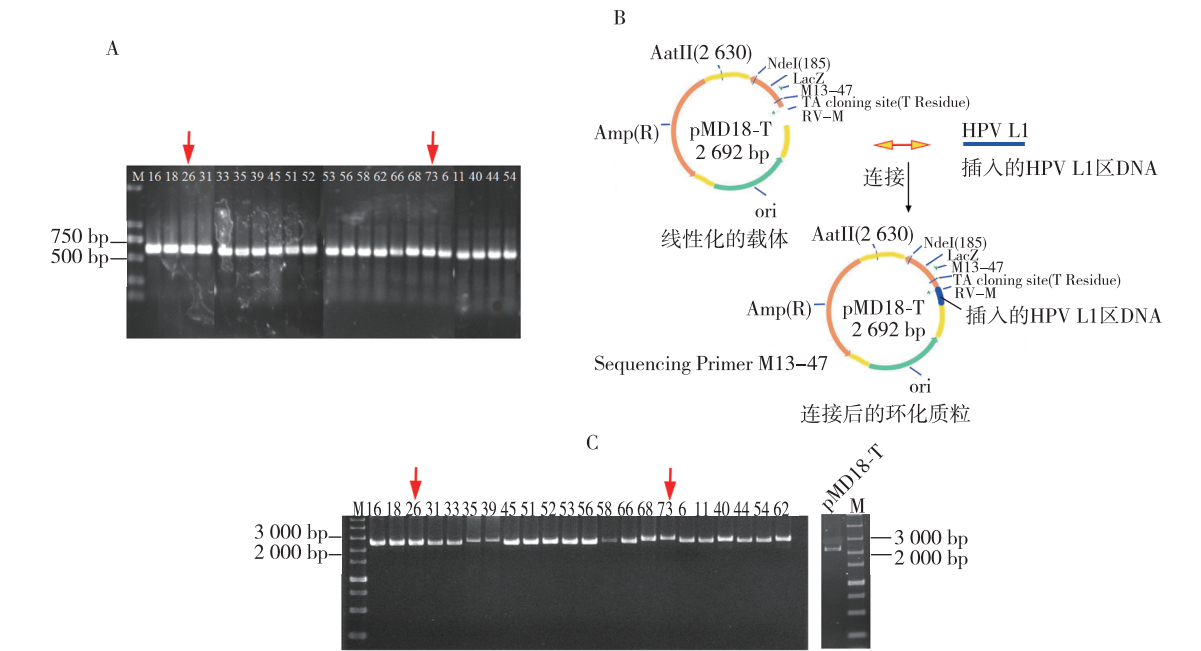 A
M 16 18 26 31 33 35 39 45 51 52 53 56 58 62 66 68 73 6 11 40 44 54
750 bp
500 bp
B
AatII(2 630)
NdeI(185)
LacZ
M13-47
TA cloning site(T Residue)
RV-M
Amp(R)
pMD18-T
2 692 bp
ori
线性化的载体
HPV L1
插入的HPV L1区DNA
连接
AatII(2 630)
NdeI(185)
LacZ
M13-47
TA cloning site(T Residue)
RV-M
插入的HPV L1区DNA
Amp(R)
pMD18-T
2 692 bp
Sequencing Primer M13-47
ori
连接后的环化质粒
C
M 16 18 26 31 33 35 39 45 51 52 53 56 58 66 68 73 6 11 40 44 54 62
3 000 bp
2 000 bp
pMD18-T
M
3 000 bp
2 000 bp